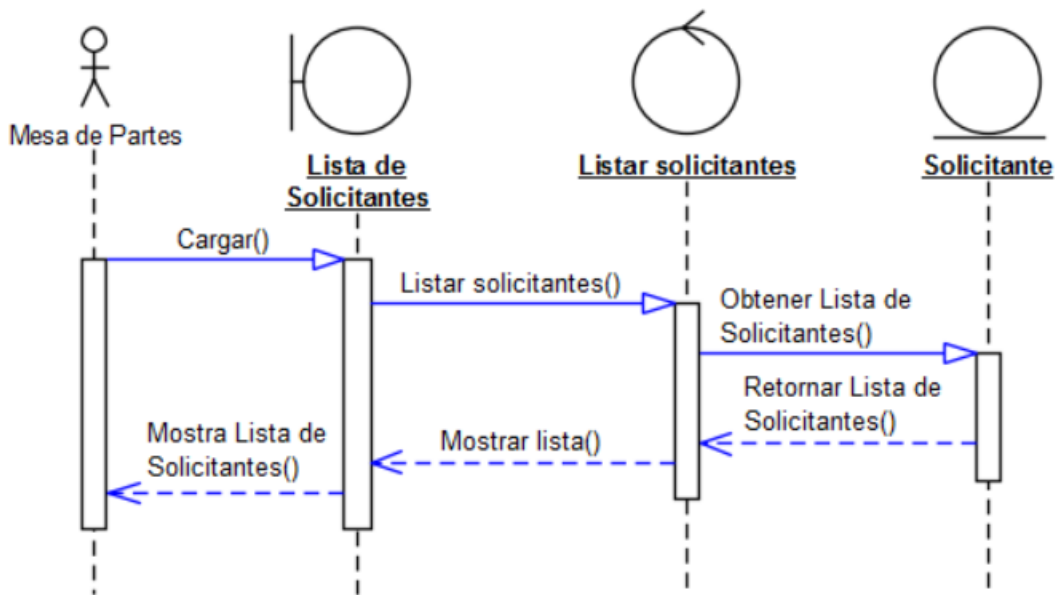 Mesa de Partes
Lista de
Solicitantes
Listar solicitantes
Solicitante
Cargar()
Listar solicitantes()
Obtener Lista de
Solicitantes()
Retornar Lista de
Solicitantes()
Mostrar lista()
Mostra Lista de
Solicitantes()